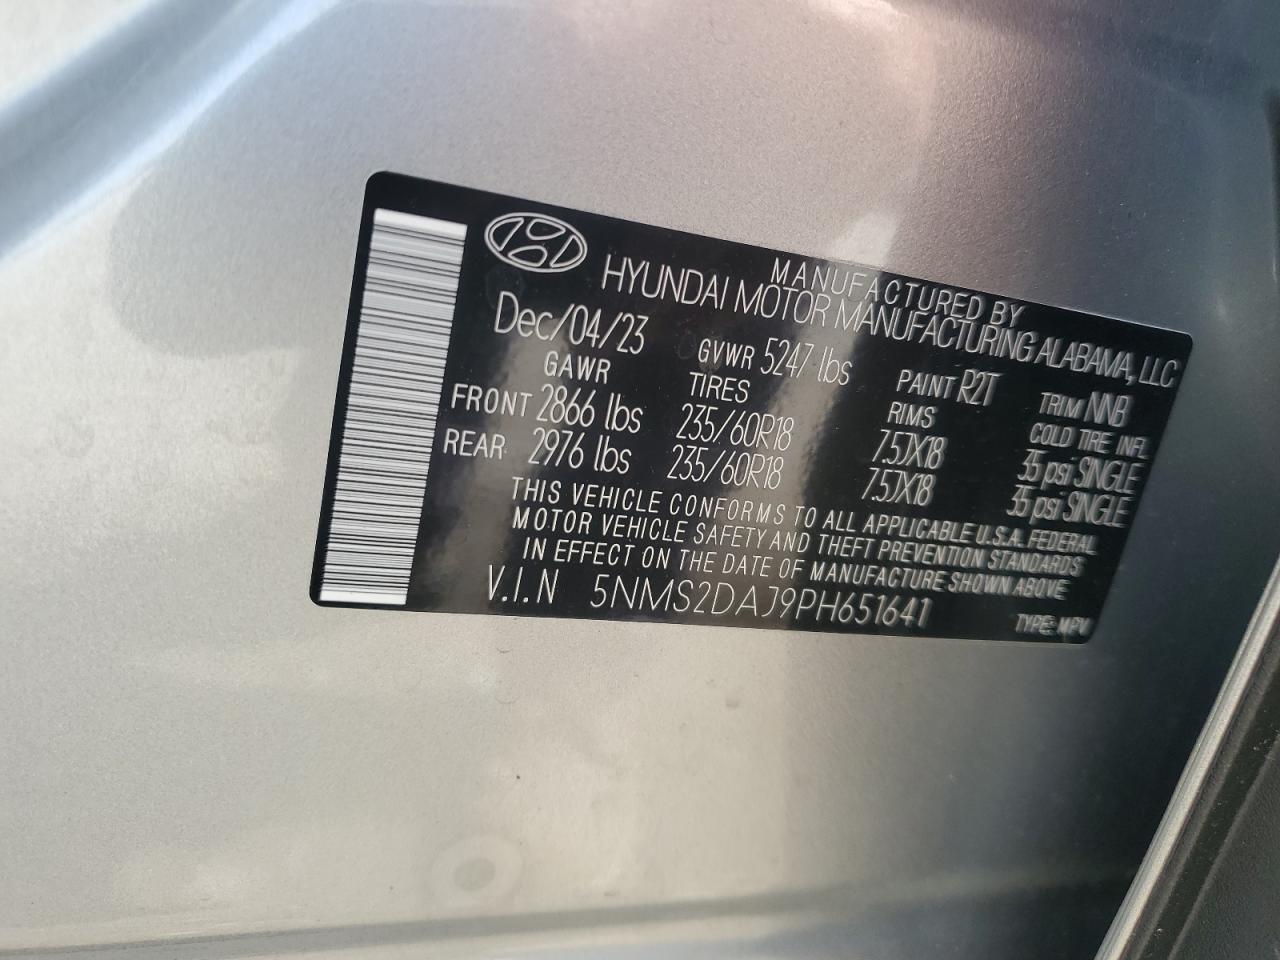 MANUFACTURED BY
HYUNDAI MOTOR MANUFACTURING ALABAMA, LLC
Dec/04/23 GVWR 5247 lbs PAINT R2T TRIM NNB
GAWR TIRES RIMS COLD TIRE INFL
FRONT 2866 lbs 235/60R18 7.5JX18 35 psi SINGLE
REAR 2976 lbs 235/60R18 7.5JX18 35 psi SINGLE
THIS VEHICLE CONFORMS TO ALL APPLICABLE U.S.A. FEDERAL
MOTOR VEHICLE SAFETY AND THEFT PREVENTION STANDARDS
IN EFFECT ON THE DATE OF MANUFACTURE SHOWN ABOVE
V.I.N 5NMS2DAJ9PH651641 TYPE: MPV